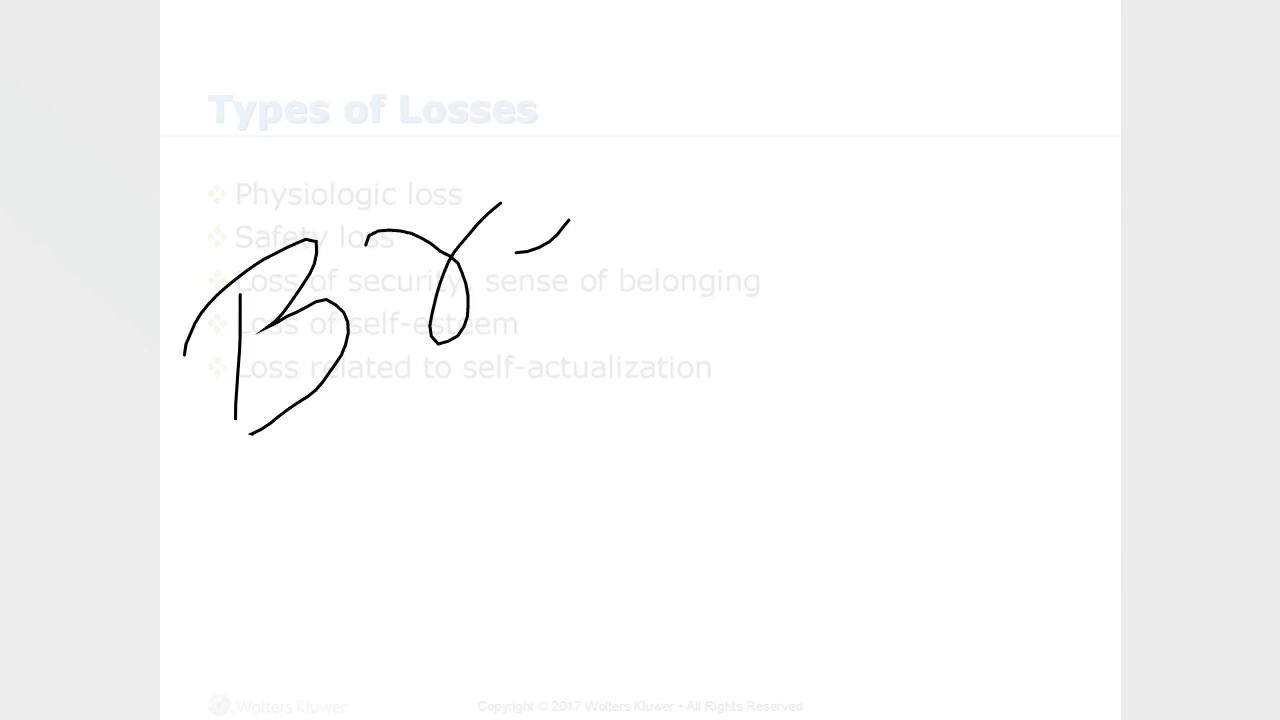 Types of Losses
Physiologic loss
Safety loss
Loss of security, sense of belonging
Loss of self-esteem
Loss related to self-actualization
Wolters Kluwer
Copyright © 2017 Wolters Kluwer • All Rights Reserved